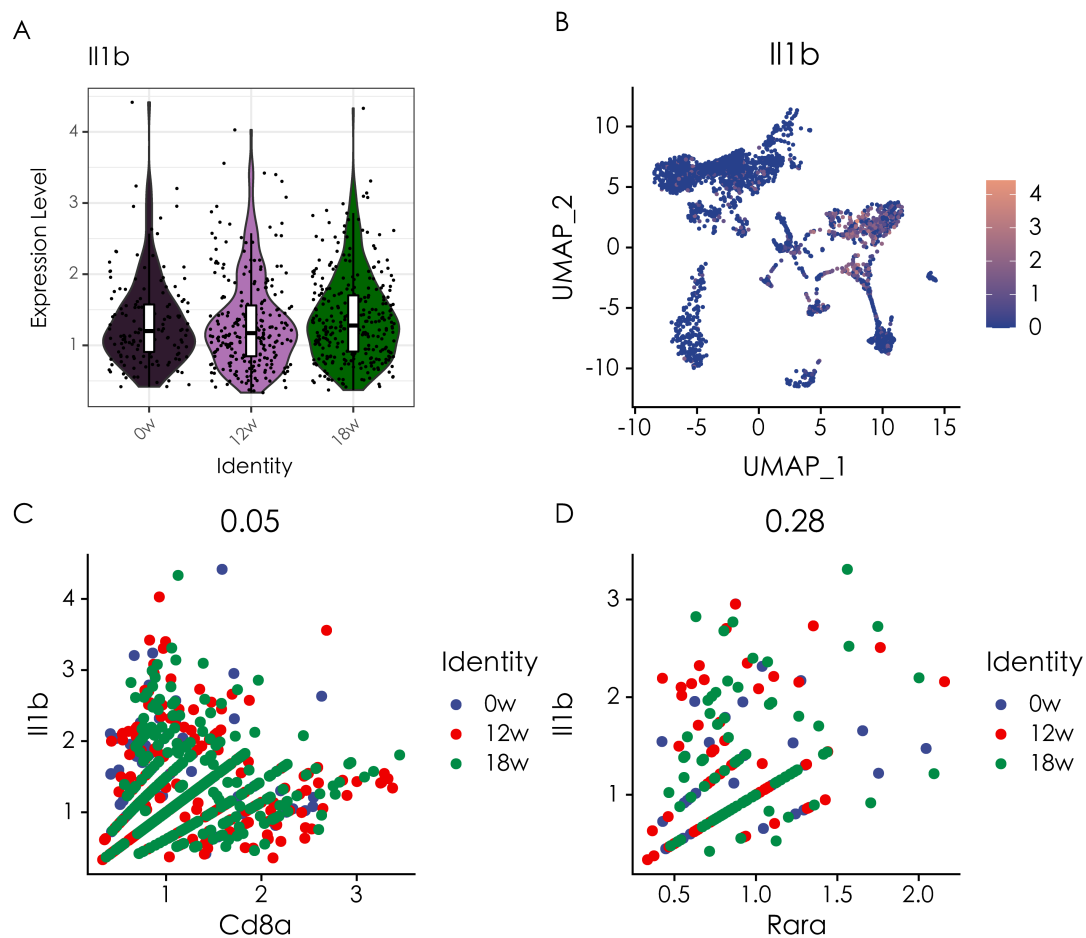 A
Il1b
Expression Level
4
3
2
1
0w
12w
18w
Identity
B
Il1b
UMAP_2
10
5
0
-5
-10
-10
-5
0
5
10
15
UMAP_1
4
3
2
1
0
C
0.05
Il1b
4
3
2
1
1
2
3
Cd8a
Identity
0w
12w
18w
D
0.28
Il1b
3
2
1
0.5
1.0
1.5
2.0
Rara
Identity
0w
12w
18w